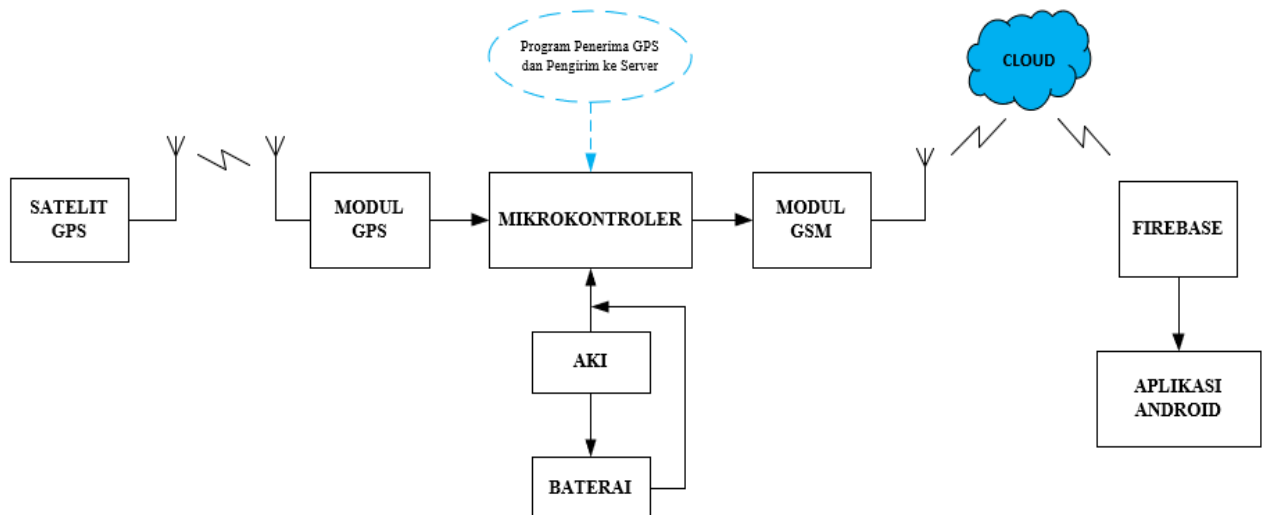 Program Penerima GPS
dan Pengirim ke Server
CLOUD
SATELIT
GPS
MODUL
GPS
MIKROKONTROLER
MODUL
GSM
FIREBASE
AKI
APLIKASI
ANDROID
BATERAI